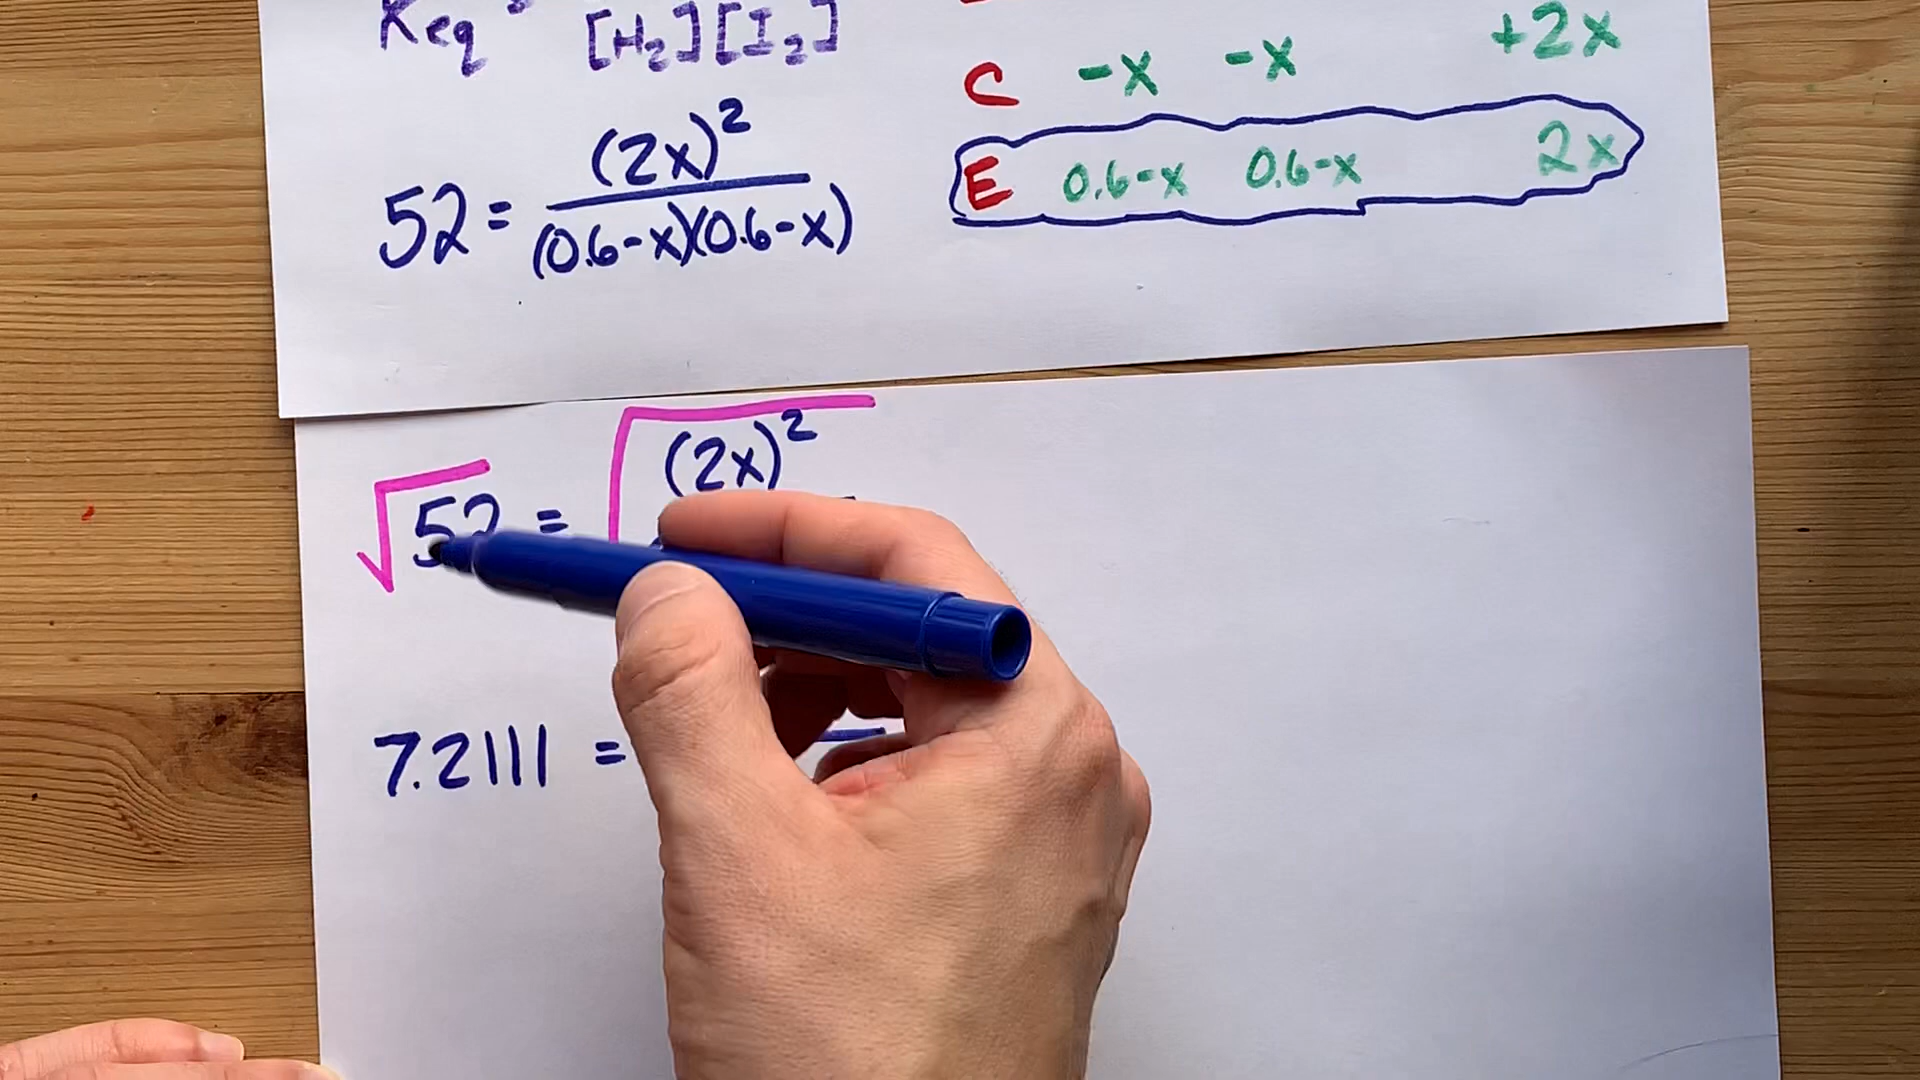 Keq [H₂][I₂]
+2x
C -x -x
52 = (2x)²
(0.6-x)(0.6-x)
E 0.6-x 0.6-x 2x
√52 = √(2x)²
7.2111 =